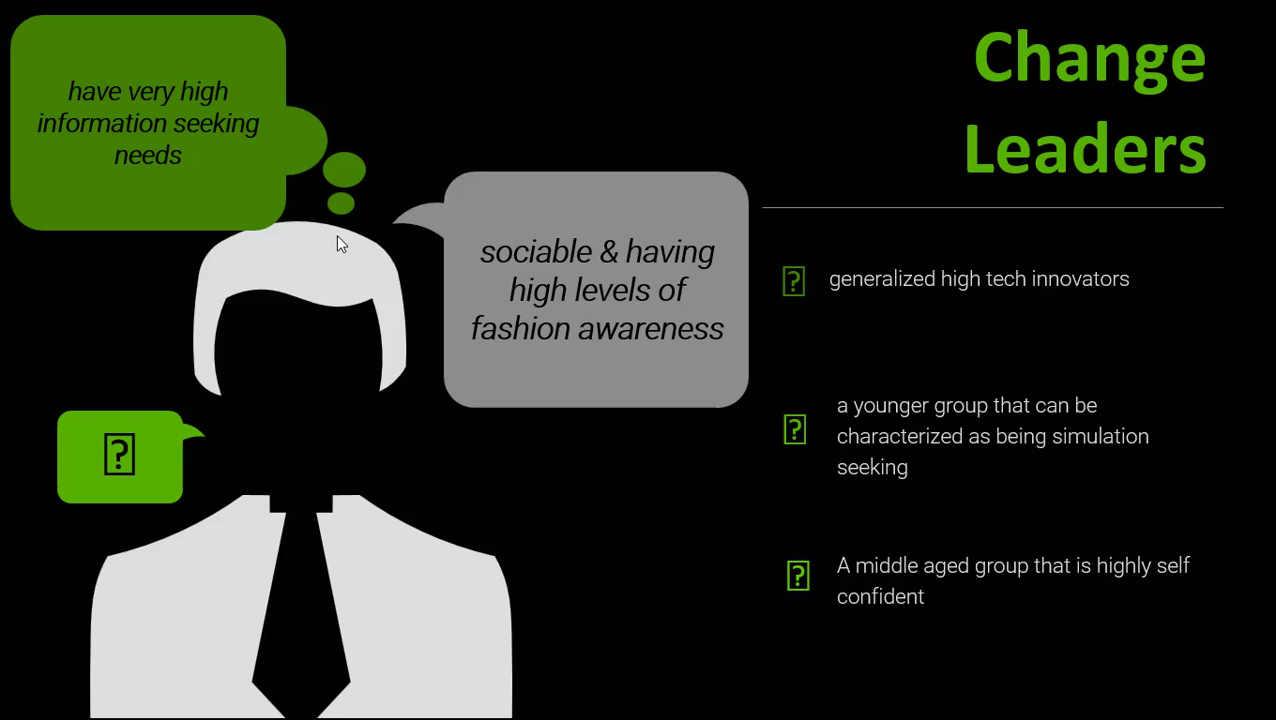 have very high
information seeking
needs
sociable & having
high levels of
fashion awareness
Change
Leaders
generalized high tech innovators
a younger group that can be
characterized as being simulation
seeking
A middle aged group that is highly self
confident